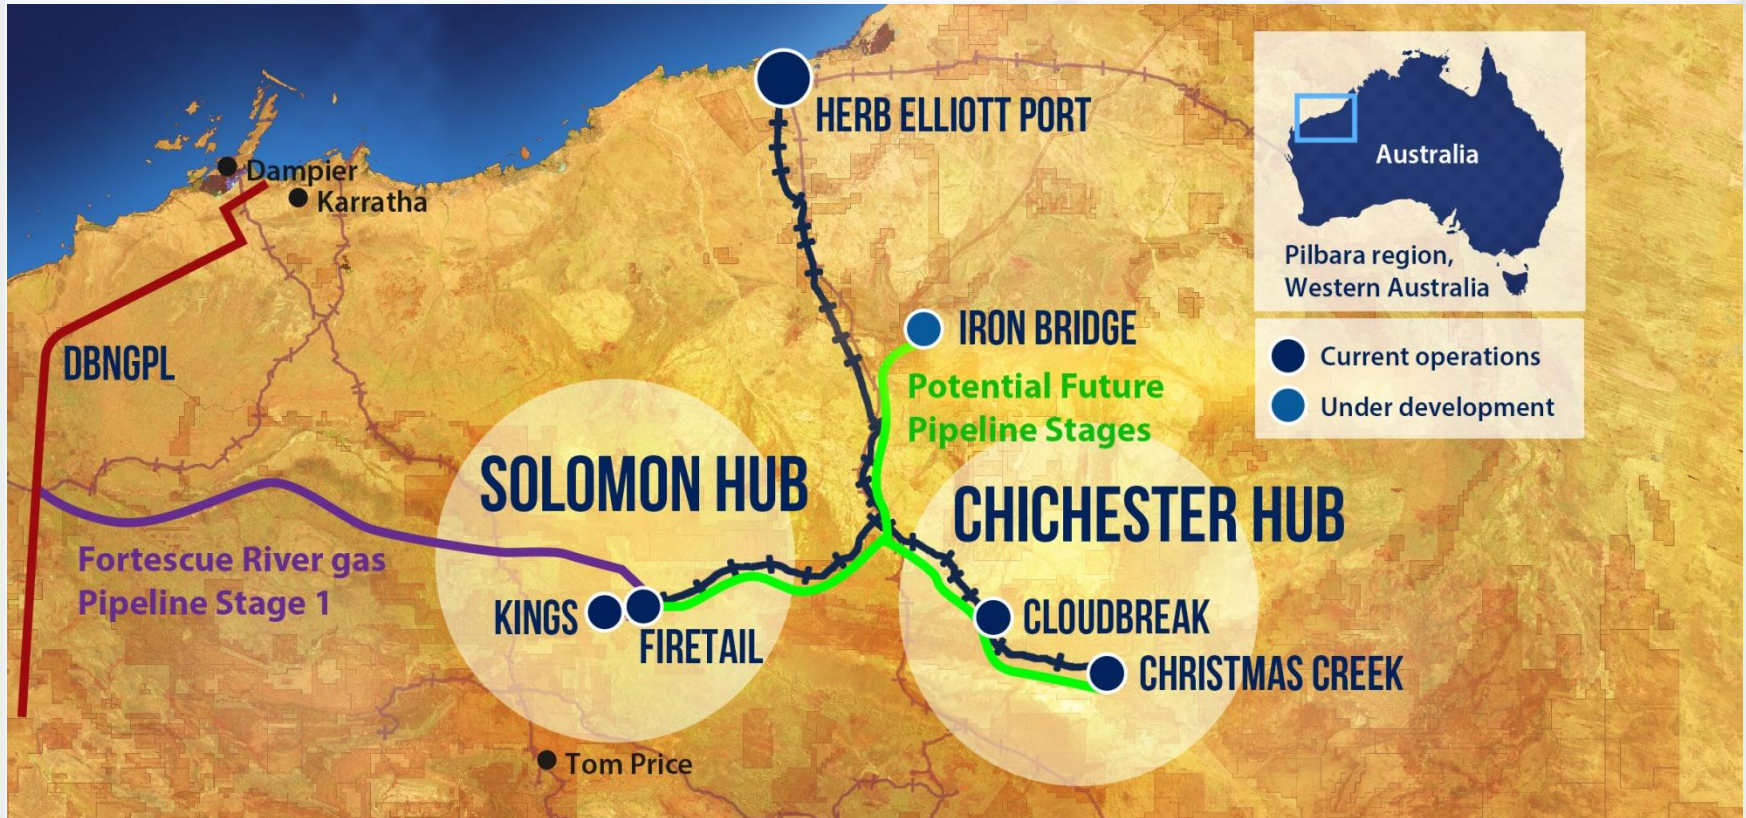 HERB ELLIOTT PORT
Dampier
Karratha
Australia
Pilbara region,
Western Australia
DBNGPL
IRON BRIDGE
Current operations
Under development
Potential Future
Pipeline Stages
SOLOMON HUB
CHICHESTER HUB
Fortescue River gas
Pipeline Stage 1
KINGS
FIRETAIL
CLOUDBREAK
CHRISTMAS CREEK
Tom Price